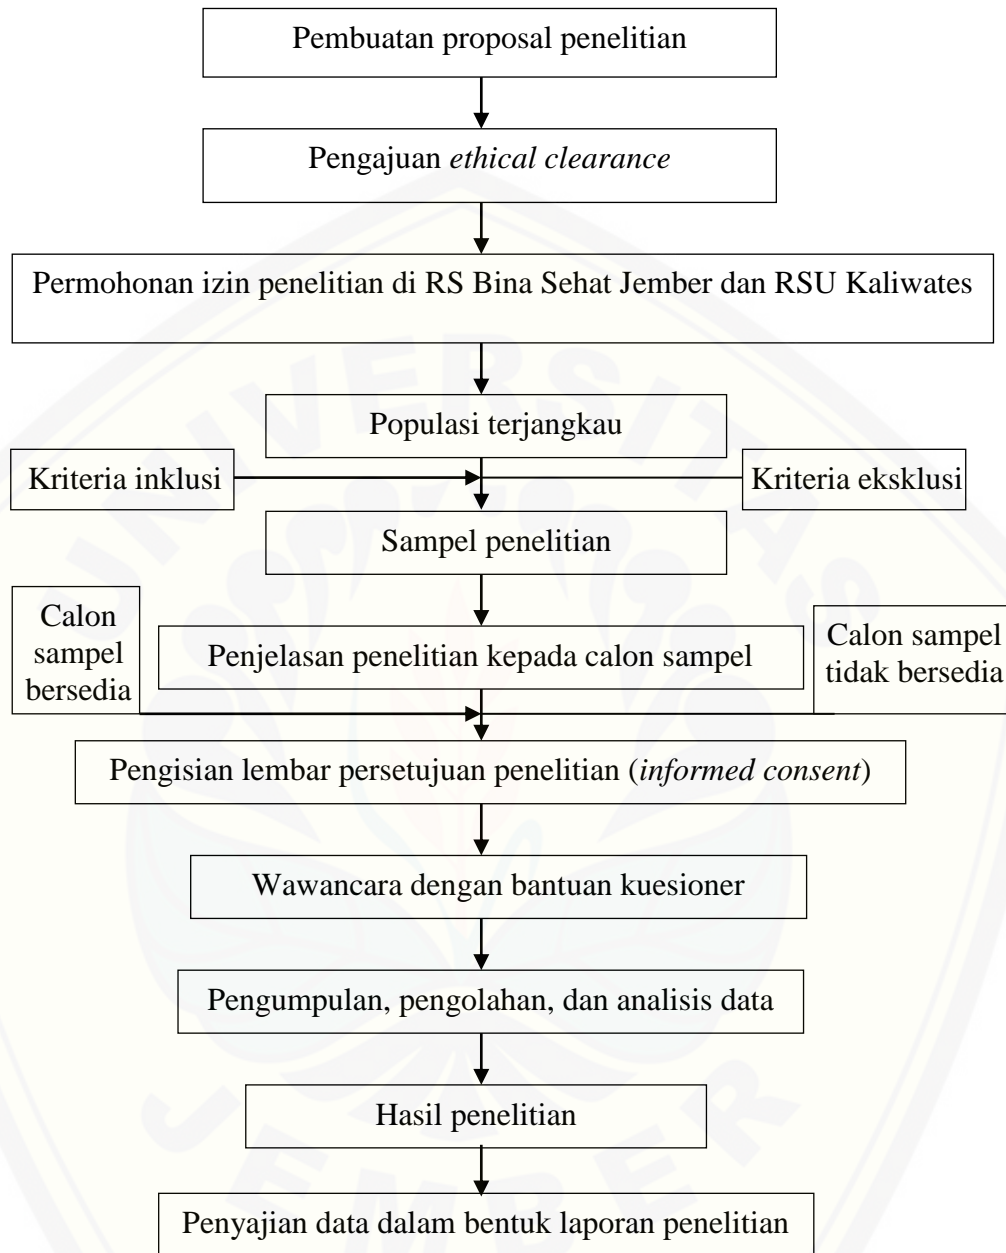 Pembuatan proposal penelitian
Pengajuan ethical clearance
Permohonan izin penelitian di RS Bina Sehat Jember dan RSU Kaliwates
Populasi terjangkau
Kriteria inklusi
Kriteria eksklusi
Sampel penelitian
Calon
sampel
bersedia
Penjelasan penelitian kepada calon sampel
Calon sampel
tidak bersedia
Pengisian lembar persetujuan penelitian (informed consent)
Wawancara dengan bantuan kuesioner
Pengumpulan, pengolahan, dan analisis data
Hasil penelitian
Penyajian data dalam bentuk laporan penelitian
UNIVERSITAS
JEMBER